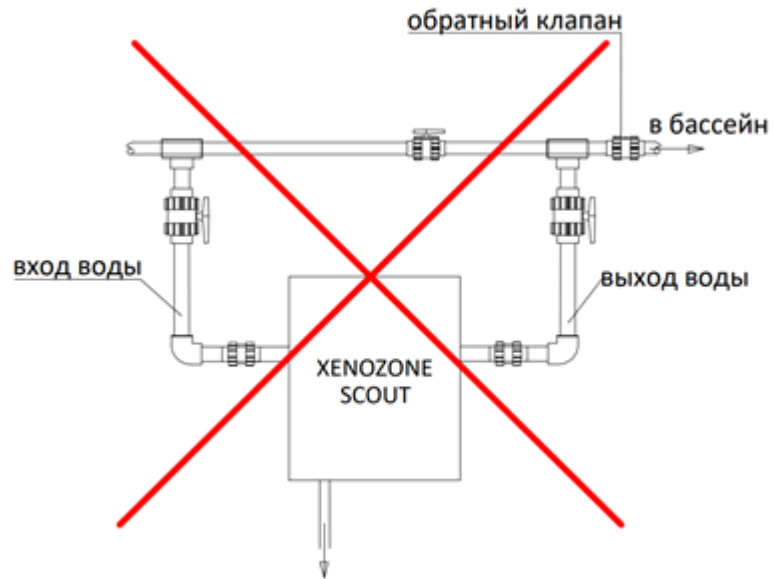 обратный клапан
в бассейн
вход воды
выход воды
XENOZONE
SCOUT